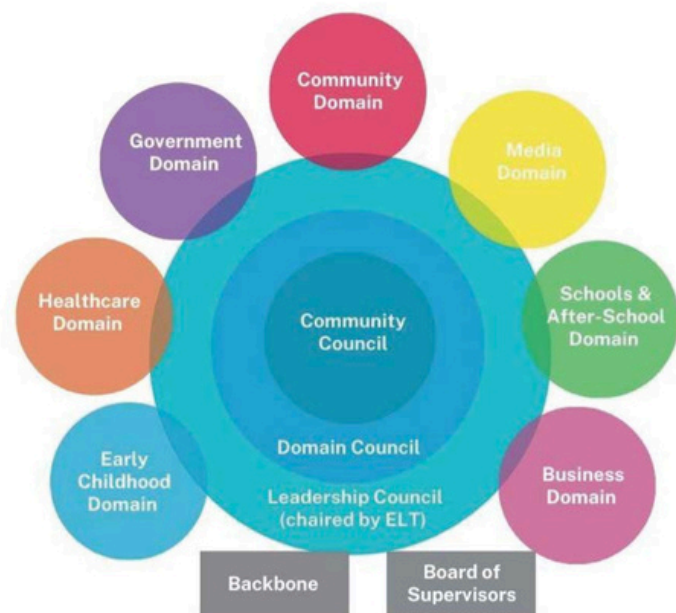 Community
Domain
Government
Domain
Media
Domain
Healthcare
Domain
Schools &
After-School
Domain
Community
Council
Domain Council
Early
Childhood
Domain
Leadership Council
(chaired by ELT)
Business
Domain
Backbone
Board of
Supervisors